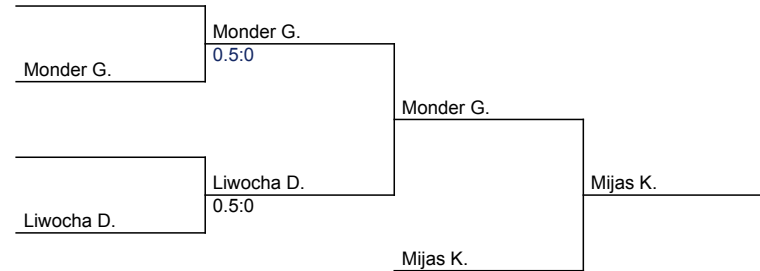 Monder G.
0.5:0
Monder G.
Monder G.
Liwocha D.
Mijas K.
0.5:0
Liwocha D.
Mijas K.